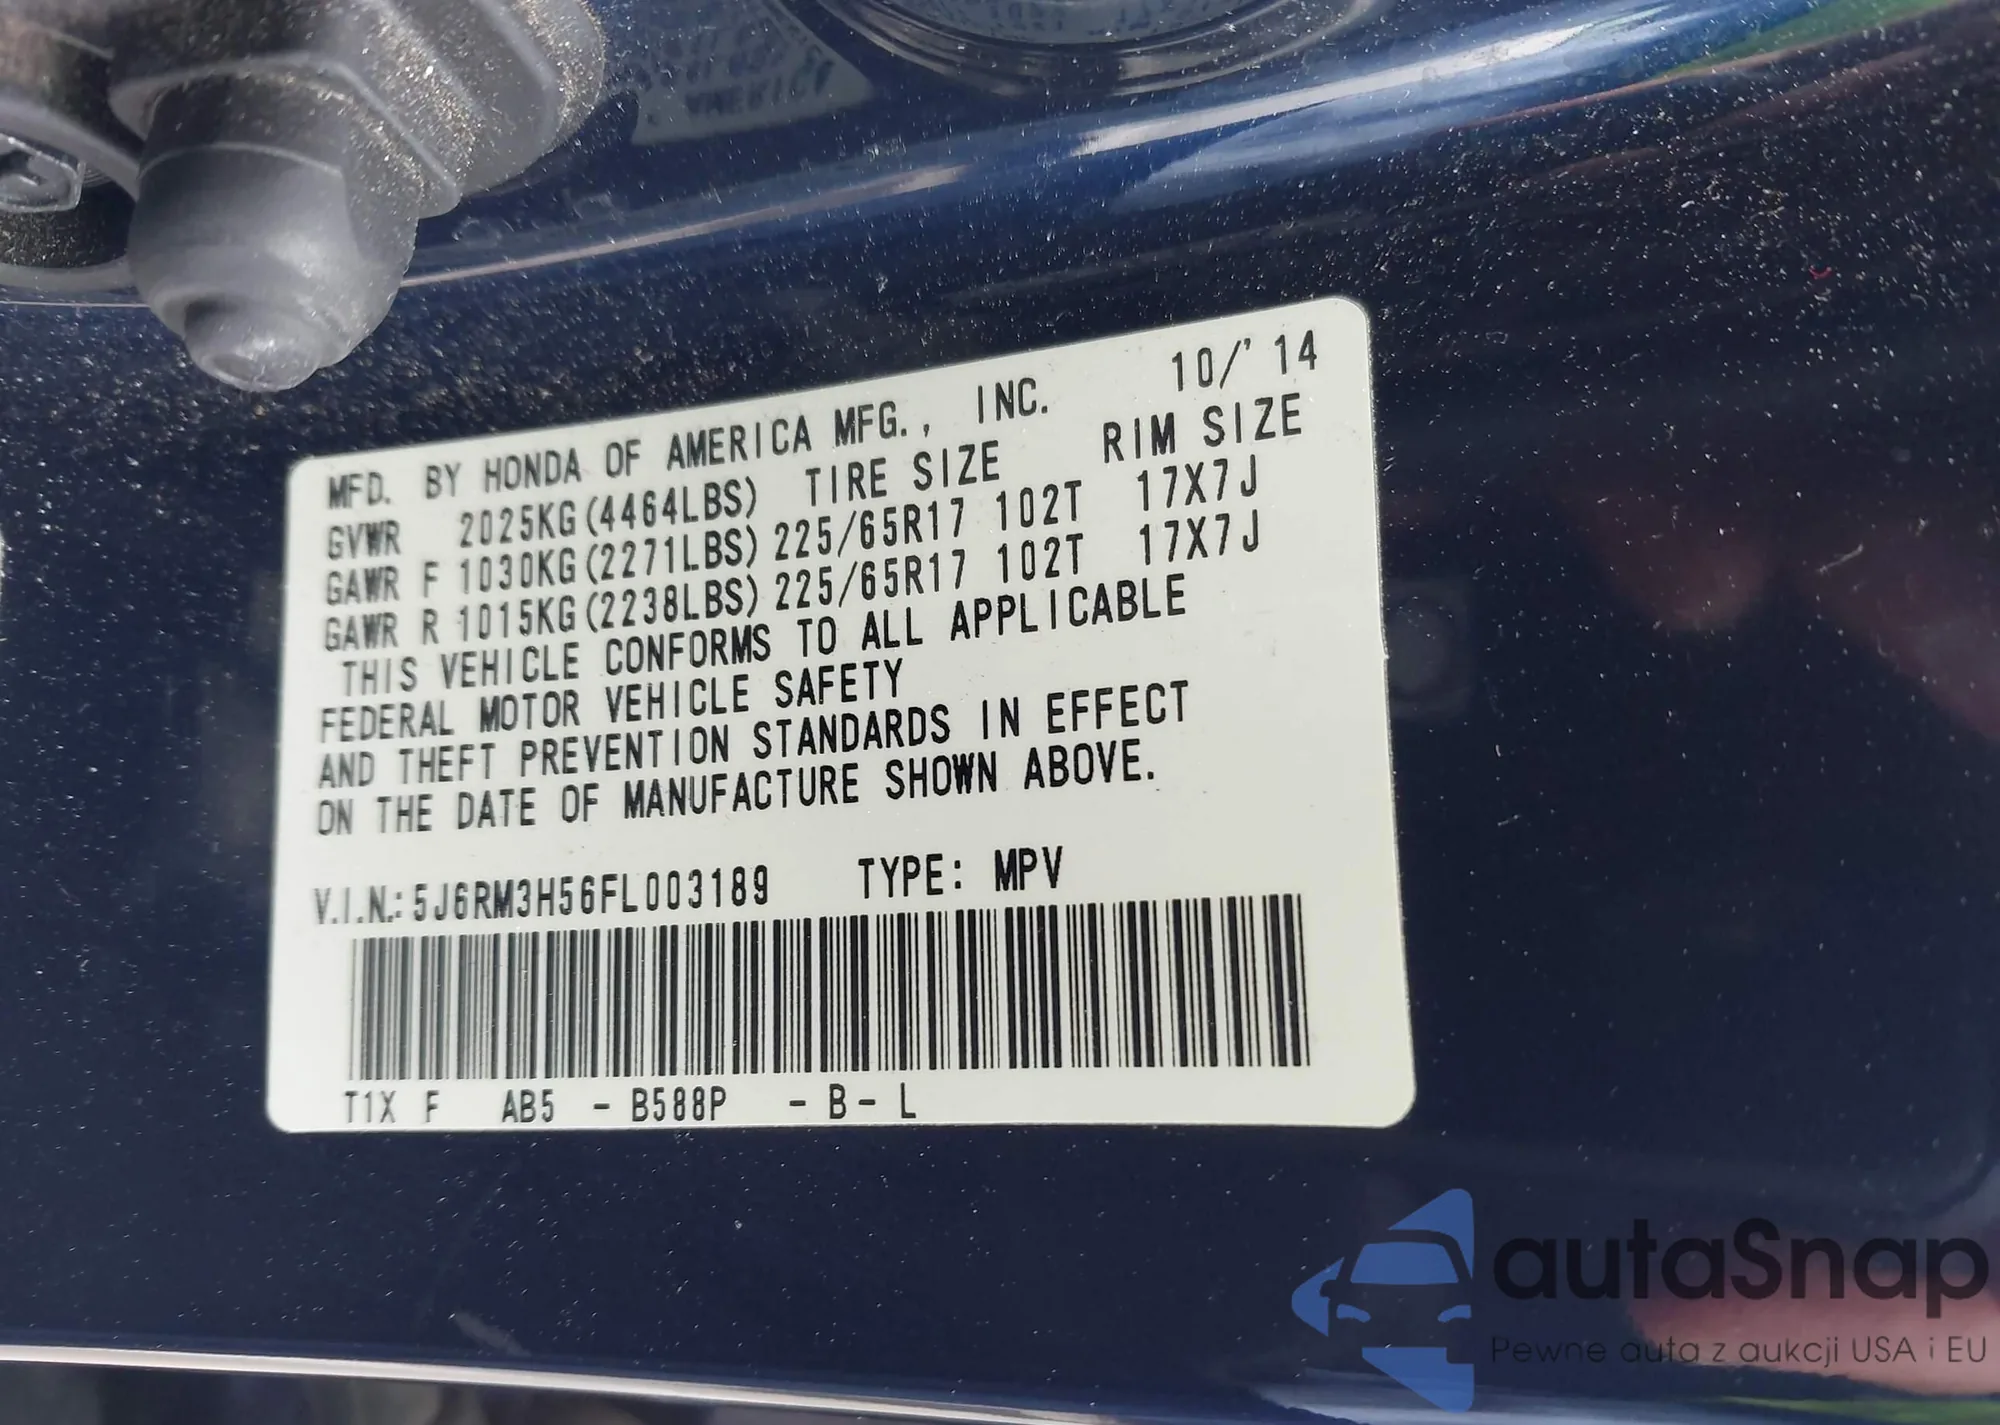 MFD. BY HONDA OF AMERICA MFG., INC. 10/'14
GVWR 2025KG(4464LBS) TIRE SIZE RIM SIZE
GAWR F 1030KG(2271LBS) 225/65R17 102T 17X7J
GAWR R 1015KG(2238LBS) 225/65R17 102T 17X7J
THIS VEHICLE CONFORMS TO ALL APPLICABLE
FEDERAL MOTOR VEHICLE SAFETY
AND THEFT PREVENTION STANDARDS IN EFFECT
ON THE DATE OF MANUFACTURE SHOWN ABOVE.
V.I.N.: 5J6RM3H56FL003189 TYPE: MPV
T1X F AB5 - B588P - B - L
autaSnap
Pewne auta z aukcji USA i EU